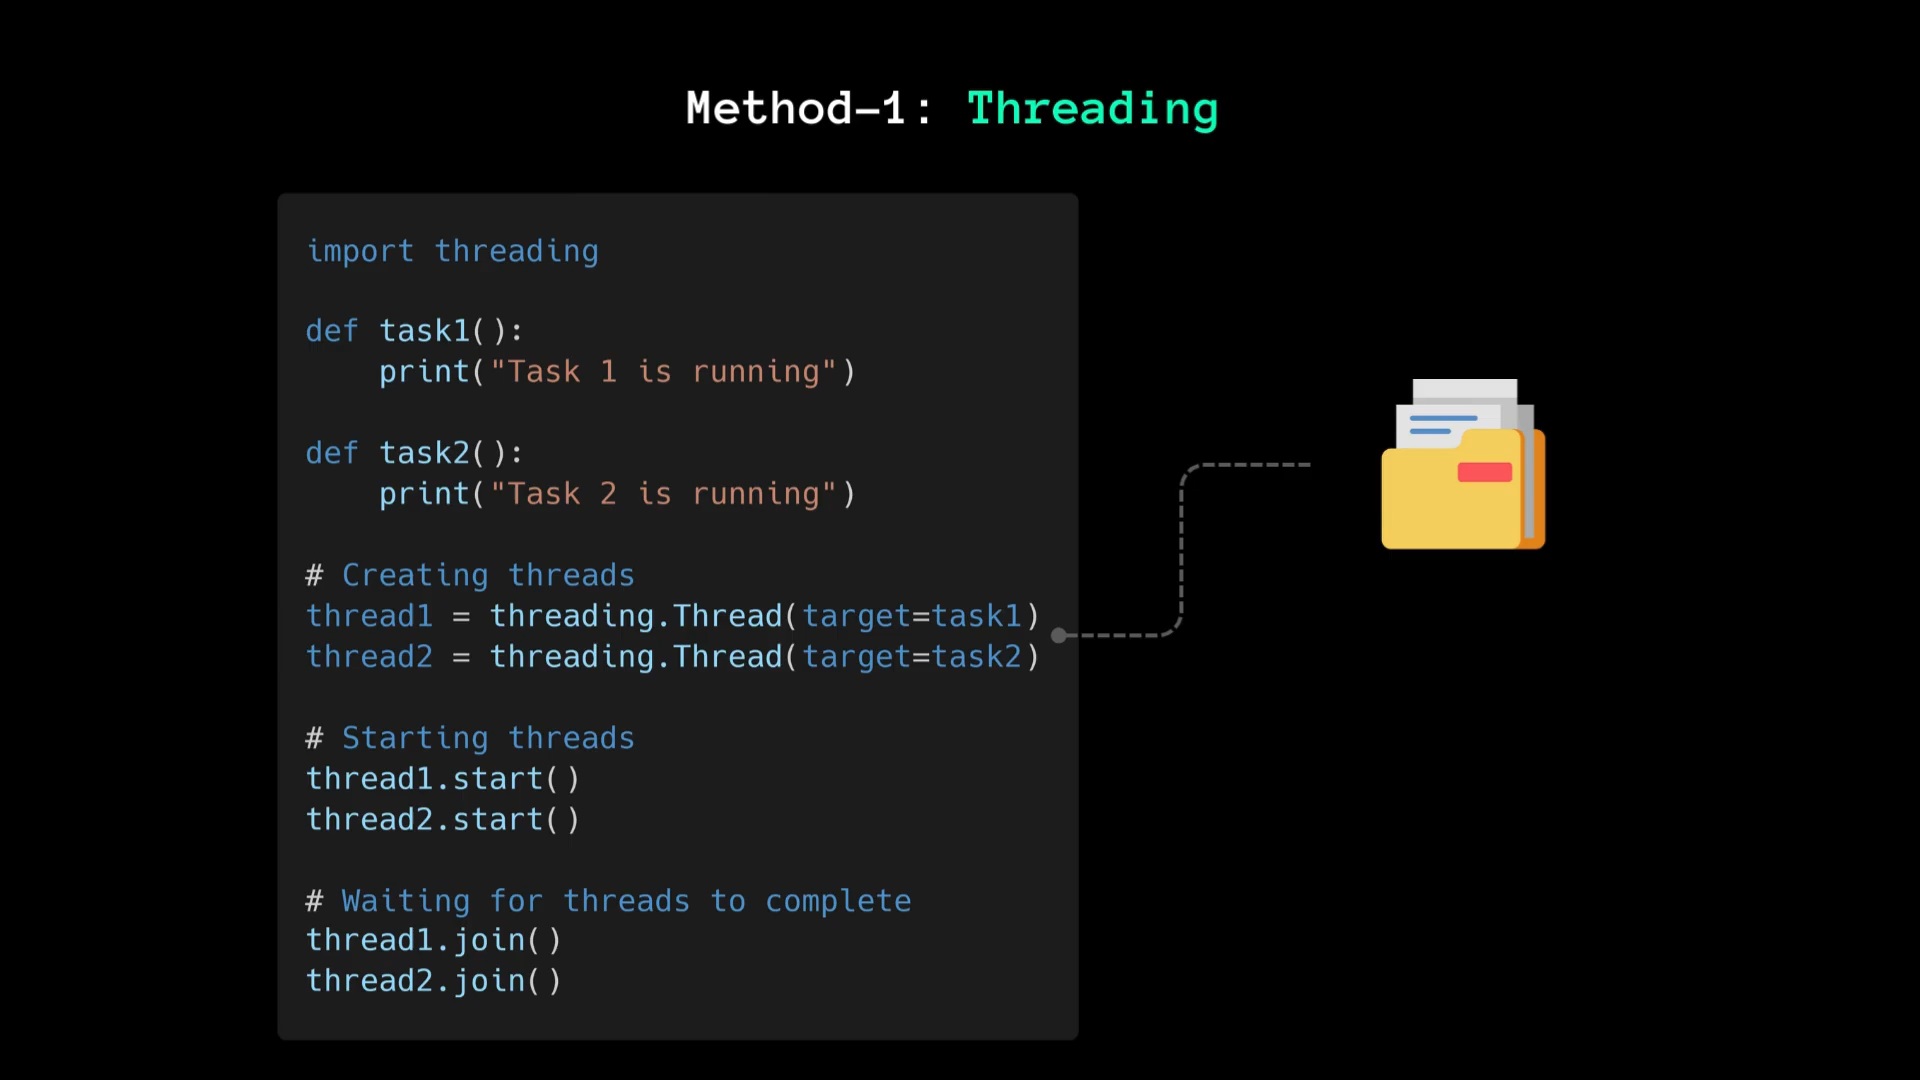 Method-1: Threading
import threading
def task1():
    print("Task 1 is running")
def task2():
    print("Task 2 is running")
# Creating threads
thread1 = threading.Thread(target=task1)
thread2 = threading.Thread(target=task2)
# Starting threads
thread1.start()
thread2.start()
# Waiting for threads to complete
thread1.join()
thread2.join()